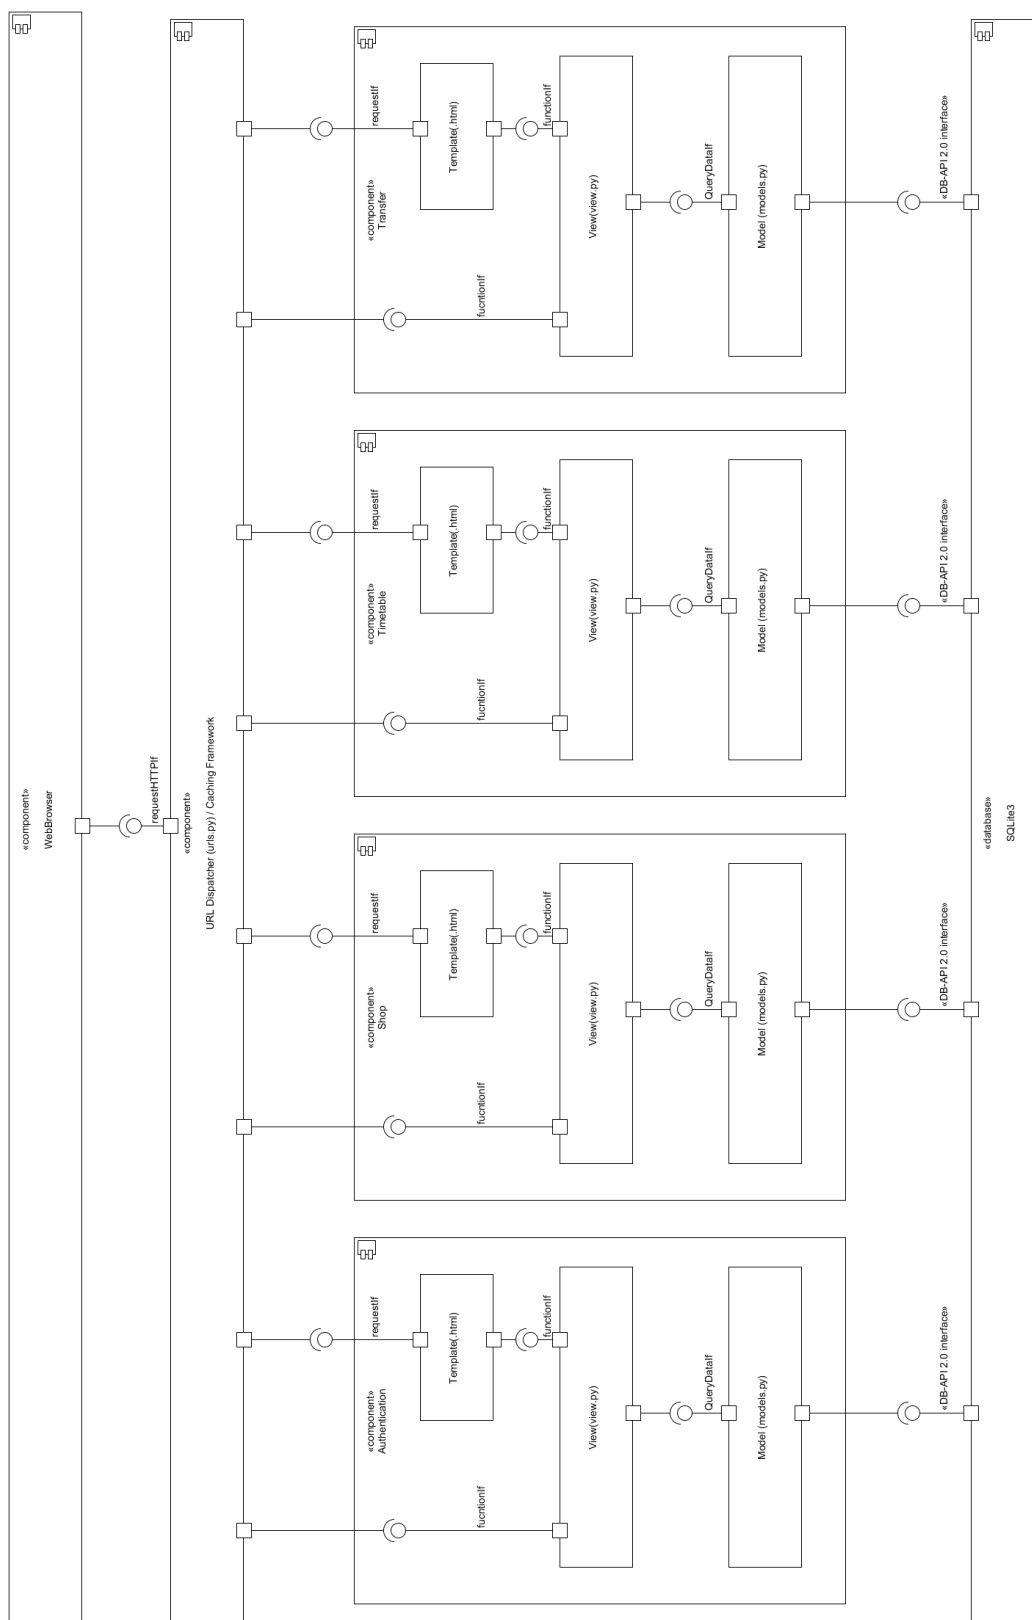 «component»
WebBrowser
requestHTTPIf
«component»
URL Dispatcher (urls.py) / Caching Framework
«component»
Authentication
requestIf
fucntionIf
Template(.html)
functionIf
View(view.py)
QueryDataIf
Model (models.py)
«DB-API 2.0 interface»
«component»
Shop
requestIf
fucntionIf
Template(.html)
functionIf
View(view.py)
QueryDataIf
Model (models.py)
«DB-API 2.0 interface»
«component»
Timetable
requestIf
fucntionIf
Template(.html)
functionIf
View(view.py)
QueryDataIf
Model (models.py)
«DB-API 2.0 interface»
«component»
Transfer
requestIf
fucntionIf
Template(.html)
functionIf
View(view.py)
QueryDataIf
Model (models.py)
«DB-API 2.0 interface»
«database»
SQLite3